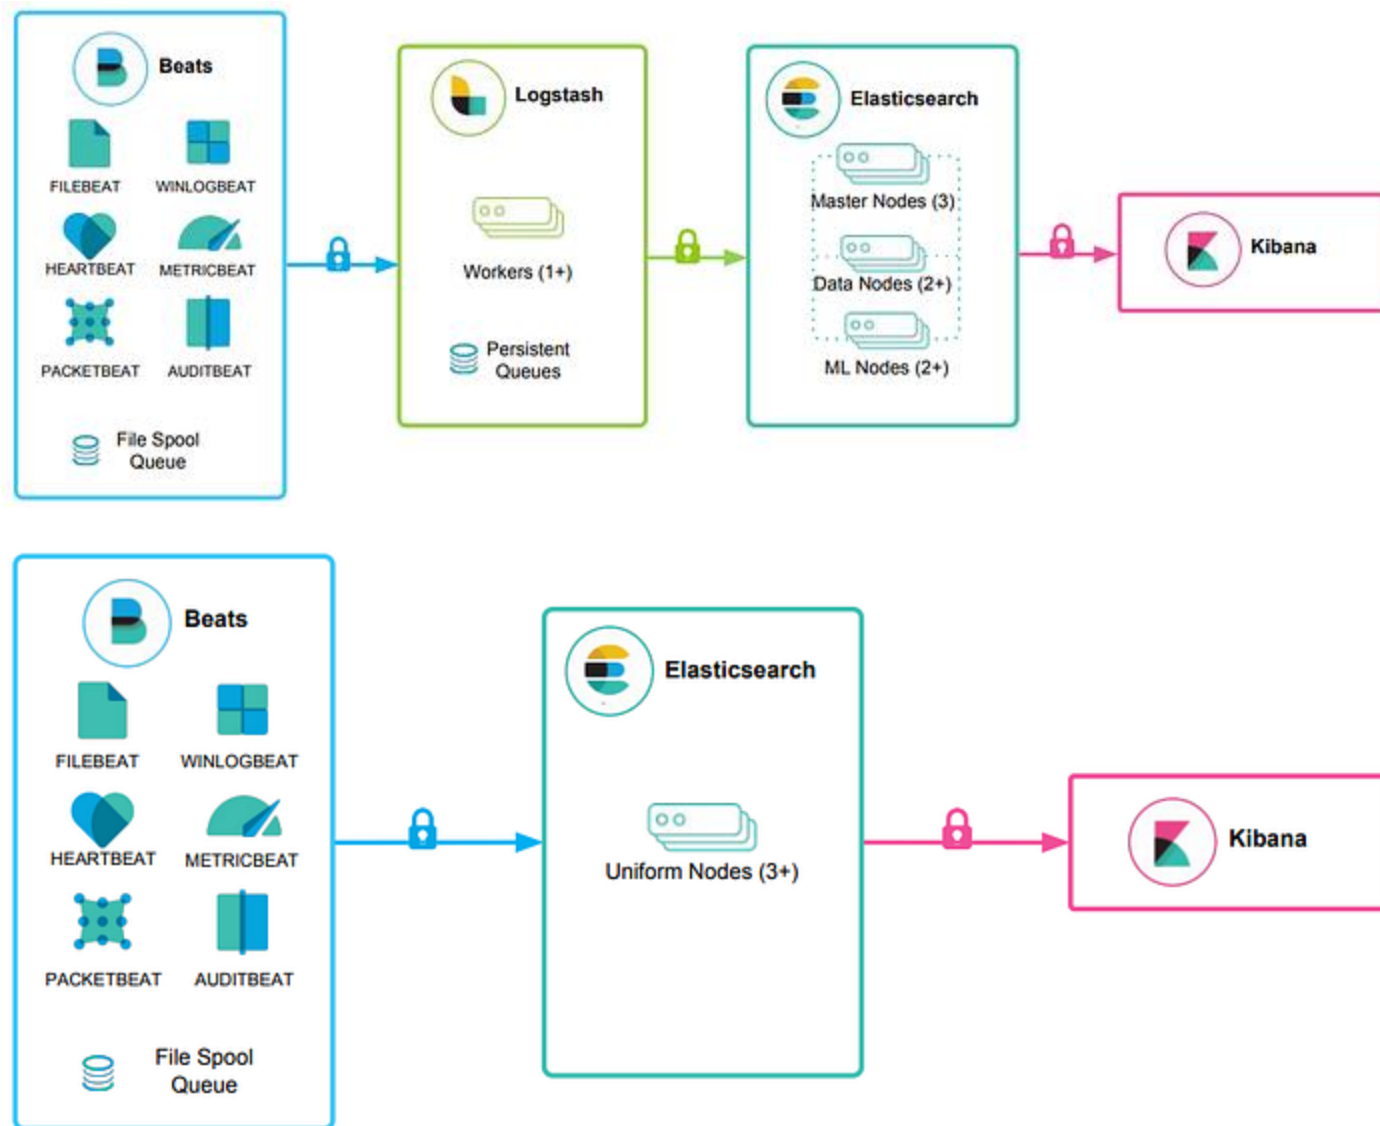 Beats
FILEBEAT
WINLOGBEAT
HEARTBEAT
METRICBEAT
PACKETBEAT
AUDITBEAT
File Spool
Queue
Logstash
Workers (1+)
Persistent
Queues
Elasticsearch
Master Nodes (3)
Data Nodes (2+)
ML Nodes (2+)
Kibana
Beats
FILEBEAT
WINLOGBEAT
HEARTBEAT
METRICBEAT
PACKETBEAT
AUDITBEAT
File Spool
Queue
Elasticsearch
Uniform Nodes (3+)
Kibana